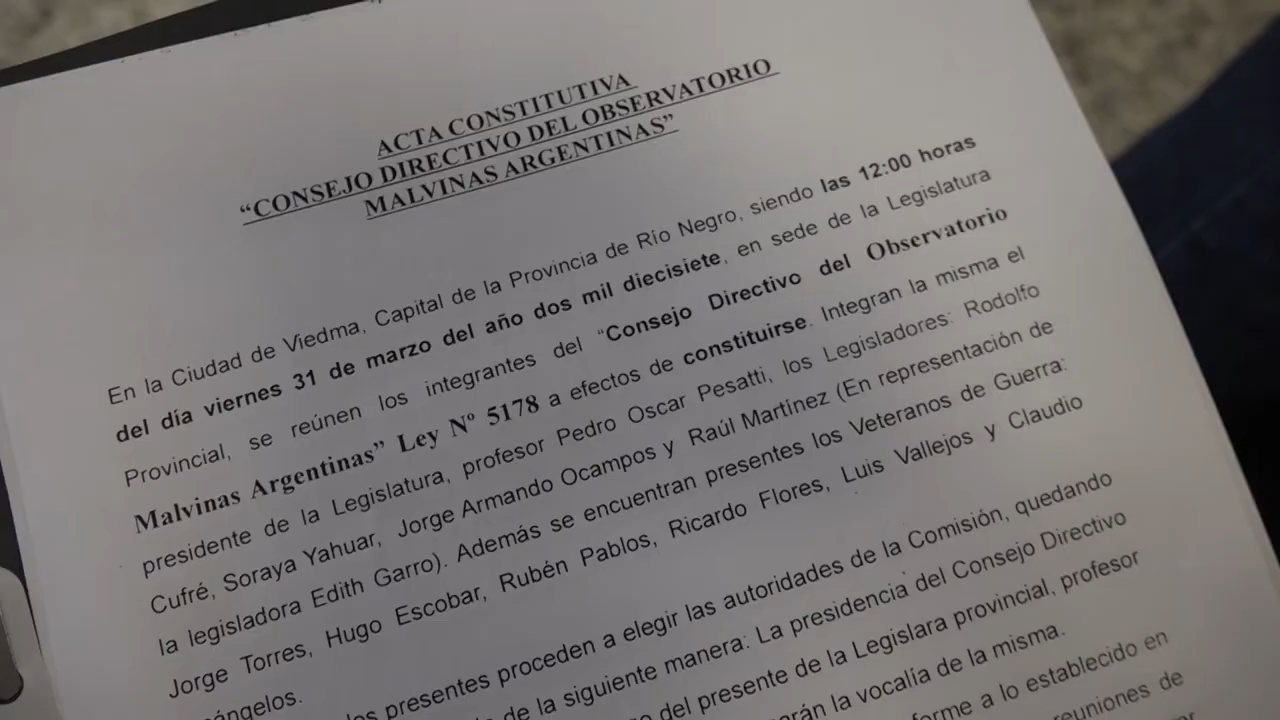 ACTA CONSTITUTIVA
“CONSEJO DIRECTIVO DEL OBSERVATORIO
MALVINAS ARGENTINAS”
En la Ciudad de Viedma, Capital de la Provincia de Río Negro, siendo las 12:00 horas
del día viernes 31 de marzo del año dos mil diecisiete, en sede de la Legislatura
Provincial, se reúnen los integrantes del “Consejo Directivo del Observatorio
Malvinas Argentinas” Ley Nº 5178 a efectos de constituirse. Integran la misma el
presidente de la Legislatura, profesor Pedro Oscar Pesatti, los Legisladores: Rodolfo
Cufré, Soraya Yahuar, Jorge Armando Ocampos y Raúl Martínez (En representación de
la legisladora Edith Garro). Además se encuentran presentes los Veteranos de Guerra:
Jorge Torres, Hugo Escobar, Rubén Pablos, Ricardo Flores, Luis Vallejos y Claudio
ángelos.
los presentes proceden a elegir las autoridades de la Comisión, quedando
de la siguiente manera: La presidencia del Consejo Directivo
del presente de la Legislara provincial, profesor
la vocalía de la misma.
a lo establecido en
reuniones de